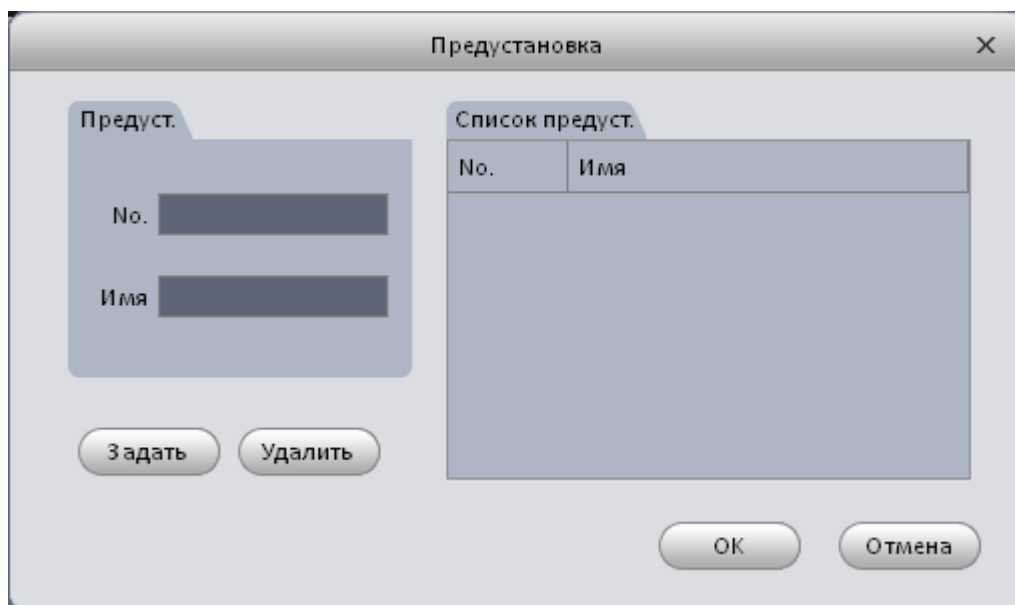 Предустановка
Предуст.
No.
Имя
Задать
Удалить
Список предуст.
No.
Имя
OK
Отмена